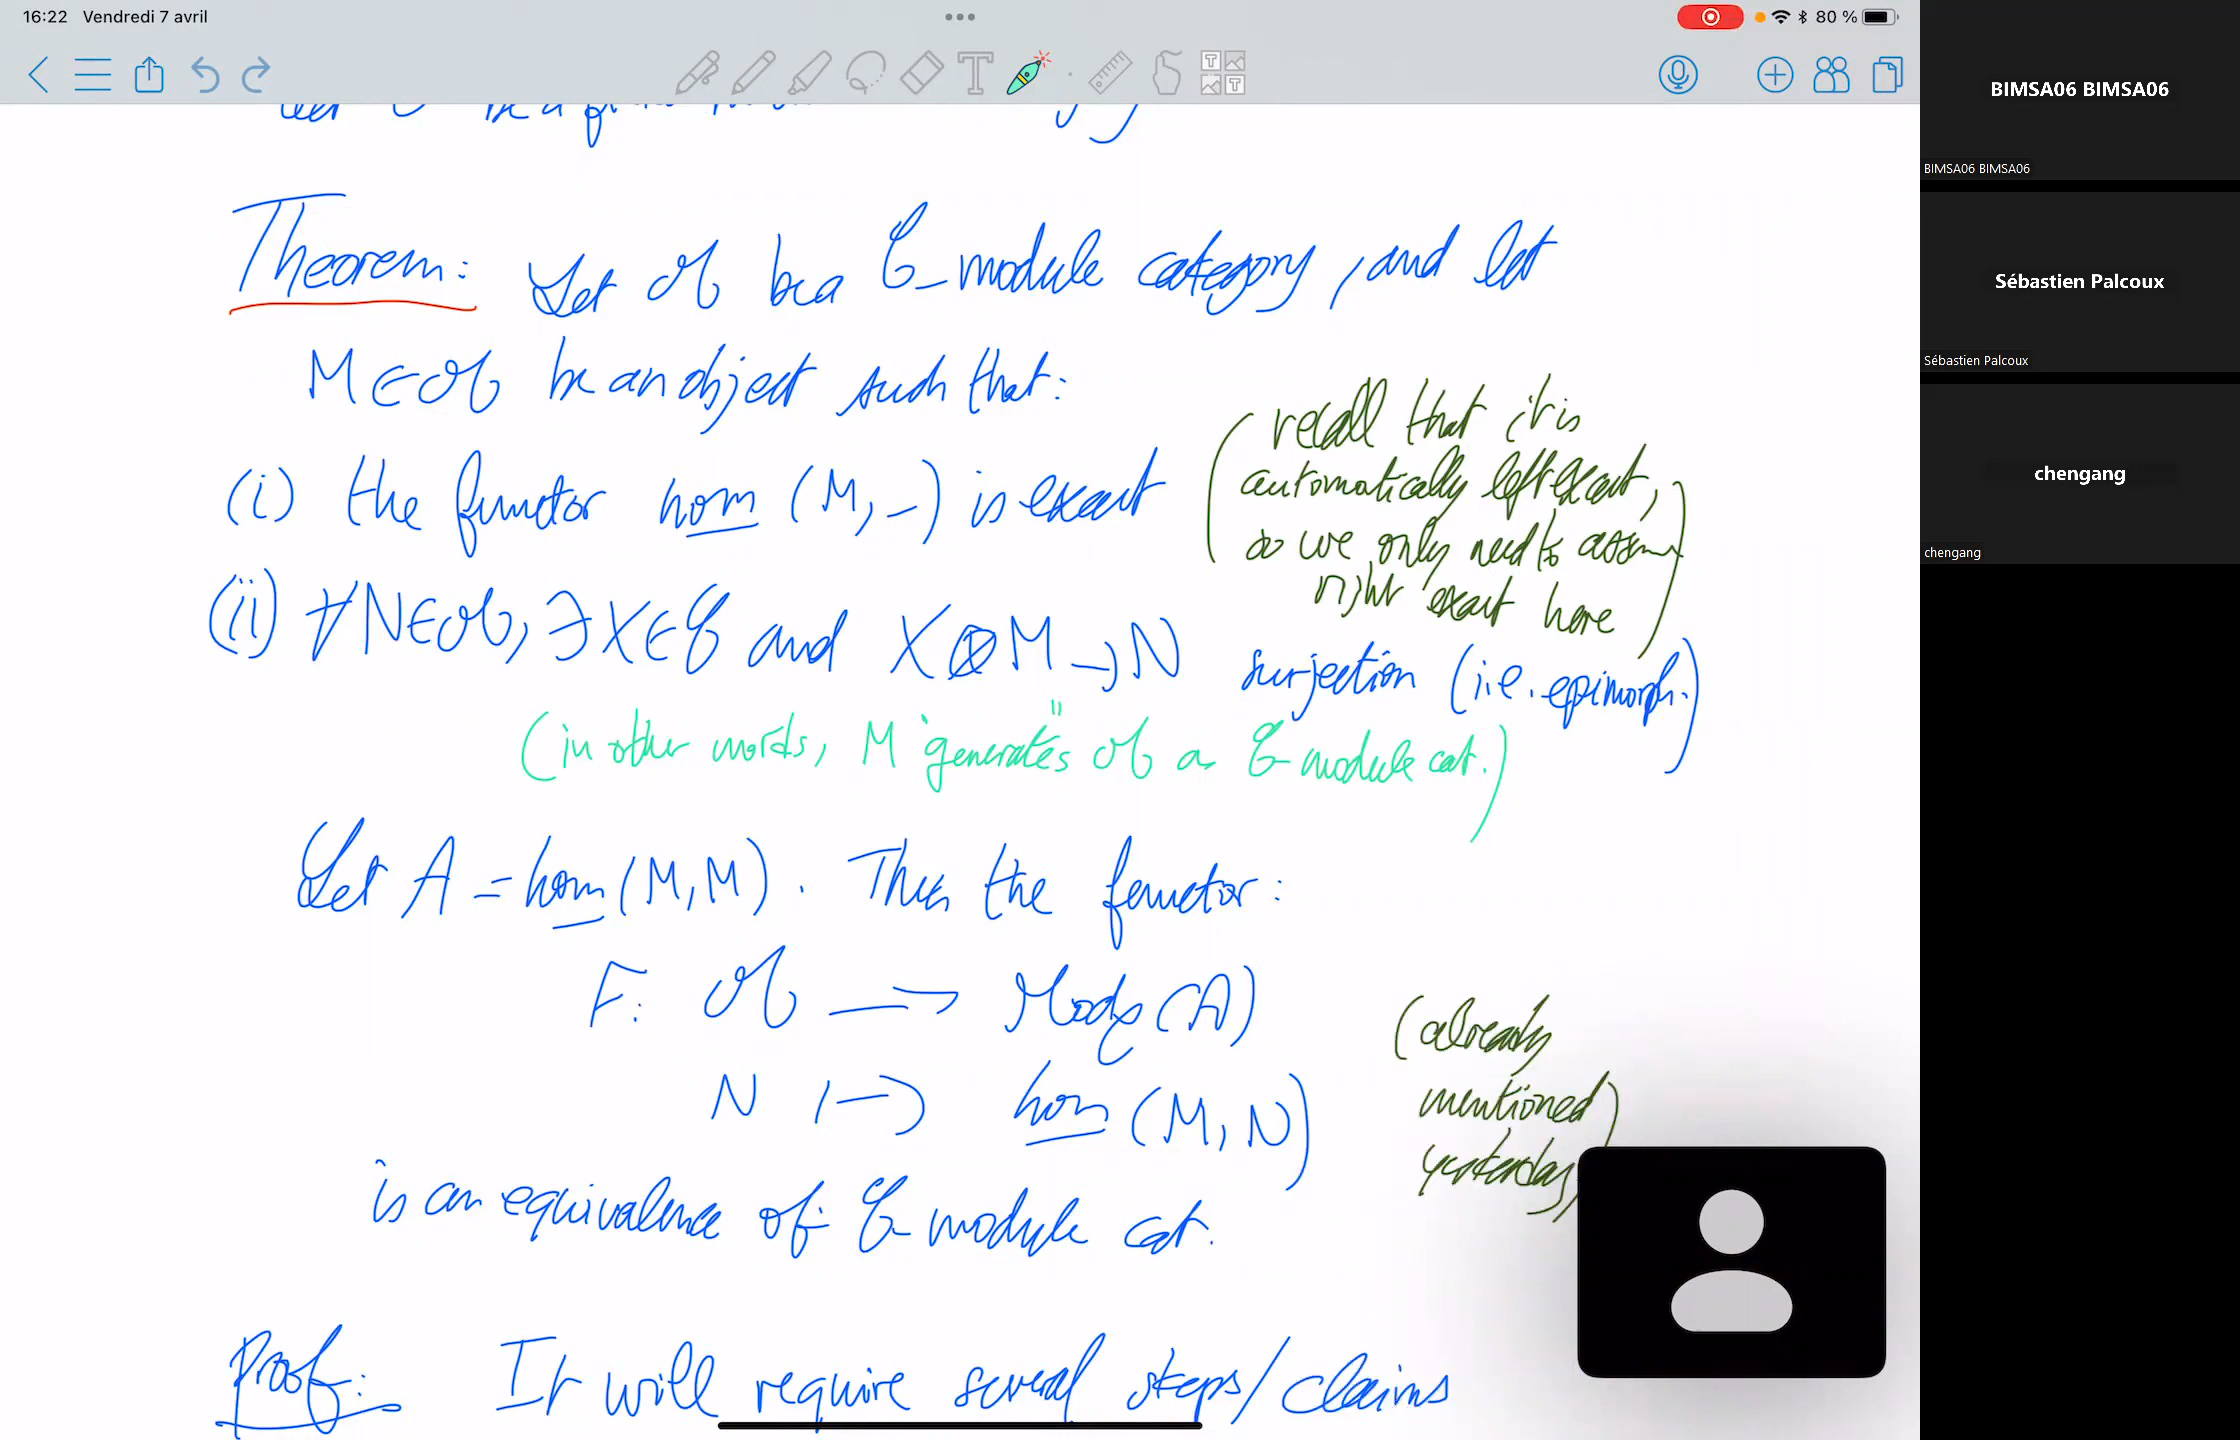 16:22 Vendredi 7 avril
80 %
Theorem: Let ℳ be a 𝒞-module category, and let
M∈ℳ be an object such that:
(i) the functor hom (M,-) is exact
(recall that it is
automatically left exact,
so we only need to assume
right exact here)
(ii) ∀N∈ℳ, ∃X∈𝒞 and X⊗M→N surjection (i.e. epimorph.)
(in other words, M "generates" ℳ as 𝒞-module cat.)
Let A = hom (M,M). Then the functor:
F: ℳ → Mod𝒞(A)
N ↦ hom (M, N)
(already
mentioned
yesterday)
is an equivalence of 𝒞-module cat.
Proof: It will require several steps/claims
BIMSA06 BIMSA06
BIMSA06 BIMSA06
Sébastien Palcoux
Sébastien Palcoux
chengang
chengang